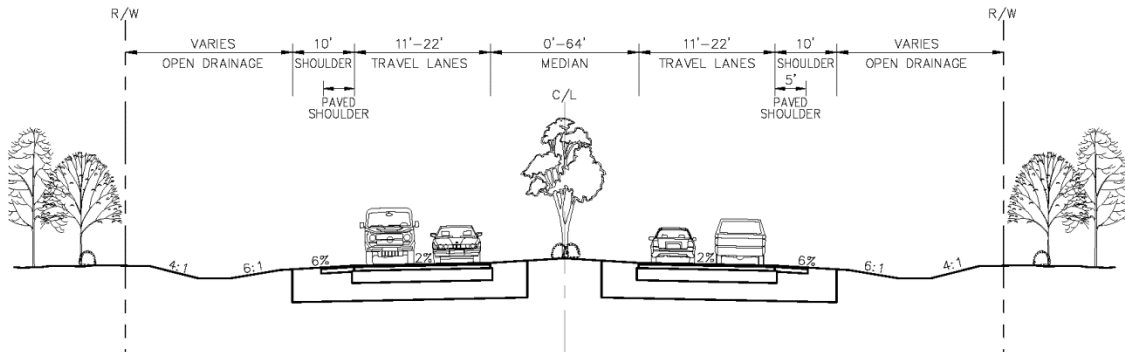 R/W
R/W
VARIES
10'
11'-22'
0'-64'
11'-22'
10'
VARIES
OPEN DRAINAGE
SHOULDER
TRAVEL LANES
MEDIAN
TRAVEL LANES
SHOULDER
OPEN DRAINAGE
5'
PAVED
SHOULDER
C/L
PAVED
SHOULDER
4:1
6:1
6%
2%
2%
6%
6:1
4:1